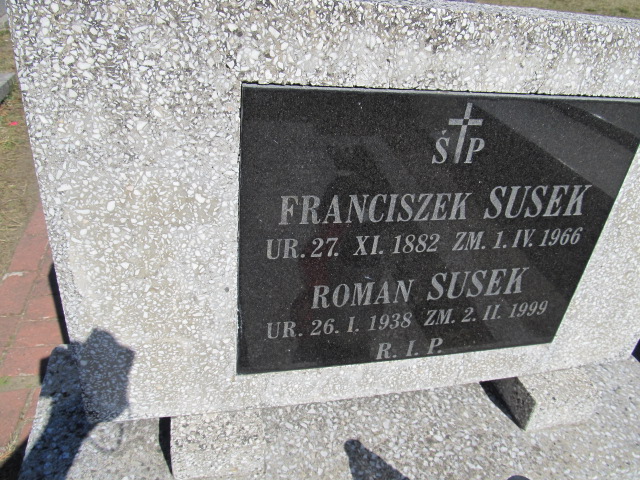 Ś P
FRANCISZEK SUSEK
UR. 27. XI. 1882 ZM. 1. IV. 1966
ROMAN SUSEK
UR. 26. I. 1938 ZM. 2. II. 1999
R. I. P.